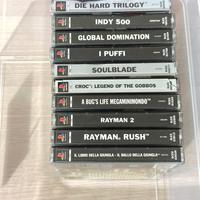 DIE HARD TRILOGY
INDY 500
GLOBAL DOMINATION
I PUFFI
SOULBLADE
CROC: LEGEND OF THE GOBBOS
A BUG'S LIFE MEGAMINIMONDO
RAYMAN 2
RAYMAN. RUSH
IL LIBRO DELLA GIUNGLA - IL BALLO DELLA GIUNGLA